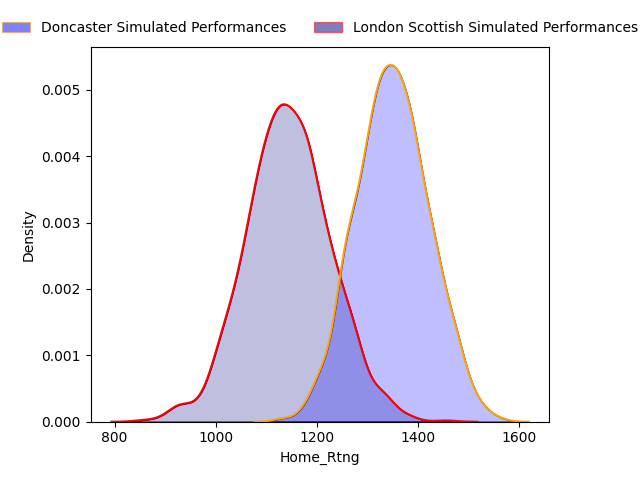 Doncaster Simulated Performances London Scottish Simulated Performances
0.005
0.004
0.003
0.002
0.001
0.000
Density
800 1000 1200 1400 1600
Home_Rtng